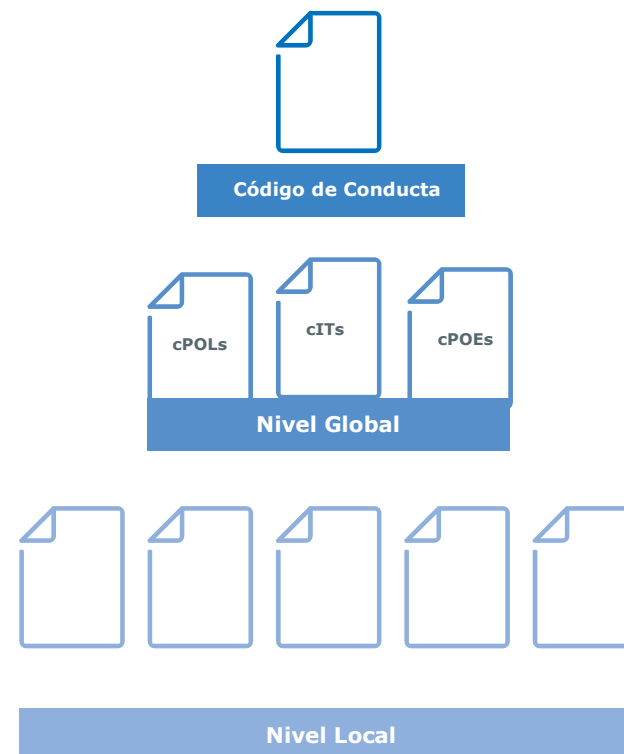 Código de Conducta
cPOLs
cITs
cPOEs
Nivel Global
Nivel Local